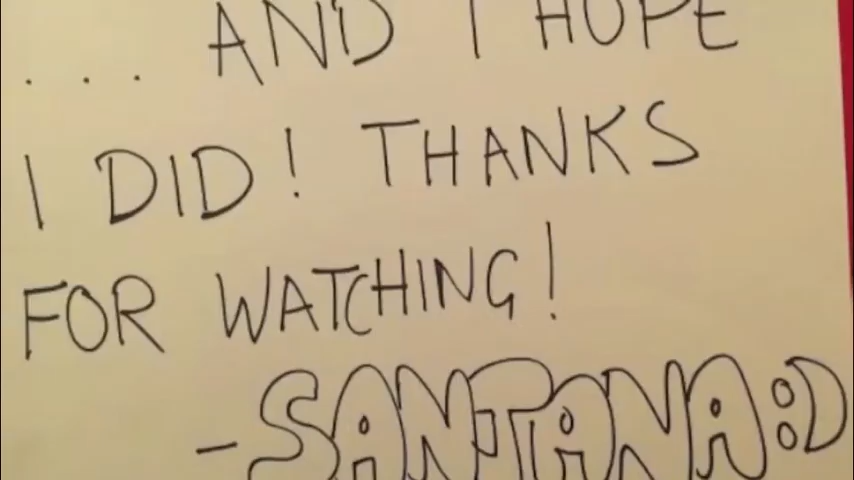 ... AND I HOPE
I DID! THANKS
FOR WATCHING!
-SANTANA:D